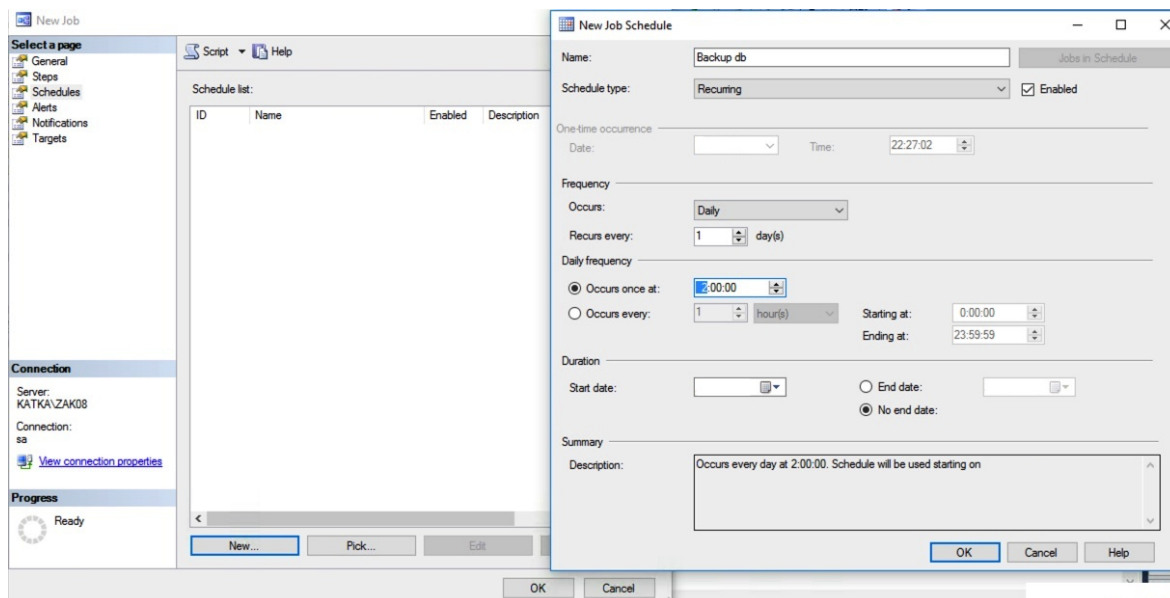 New Job
Select a page
General
Steps
Schedules
Alerts
Notifications
Targets
Script
Help
Schedule list:
ID Name Enabled Description
Connection
Server:
KATKA\ZAK08
Connection:
sa
View connection properties
Progress
Ready
New...
Pick...
Edit
OK
Cancel
New Job Schedule
Name: Backup db Jobs in Schedule
Schedule type: Recurring Enabled
One-time occurrence
Date: Time: 22:27:02
Frequency
Occurs: Daily
Recurs every: 1 day(s)
Daily frequency
Occurs once at: 2:00:00
Occurs every: 1 hour(s) Starting at: 0:00:00
Ending at: 23:59:59
Duration
Start date: End date:
No end date:
Summary
Description: Occurs every day at 2:00:00. Schedule will be used starting on
OK Cancel Help